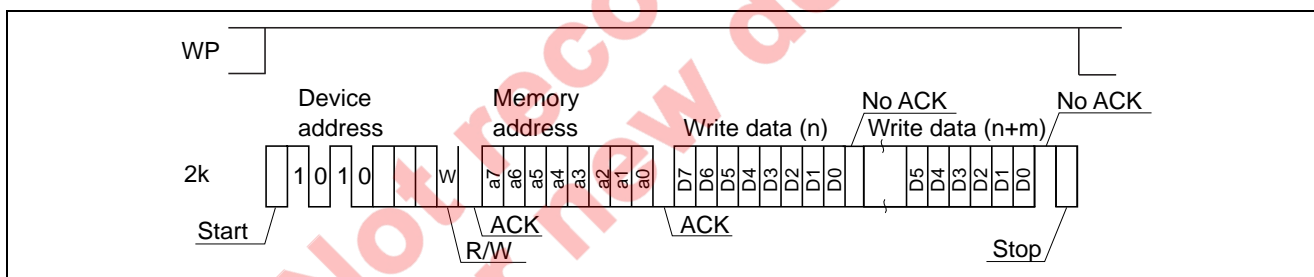 WP
Device address
Memory address
No ACK
No ACK
Write data (n)
Write data (n+m)
2k
1 0 1 0 W a7 a6 a5 a4 a3 a2 a1 a0 D7 D6 D5 D4 D3 D2 D1 D0 D5 D4 D3 D2 D1 D0
Start
ACK
ACK
R/W
Stop
Not